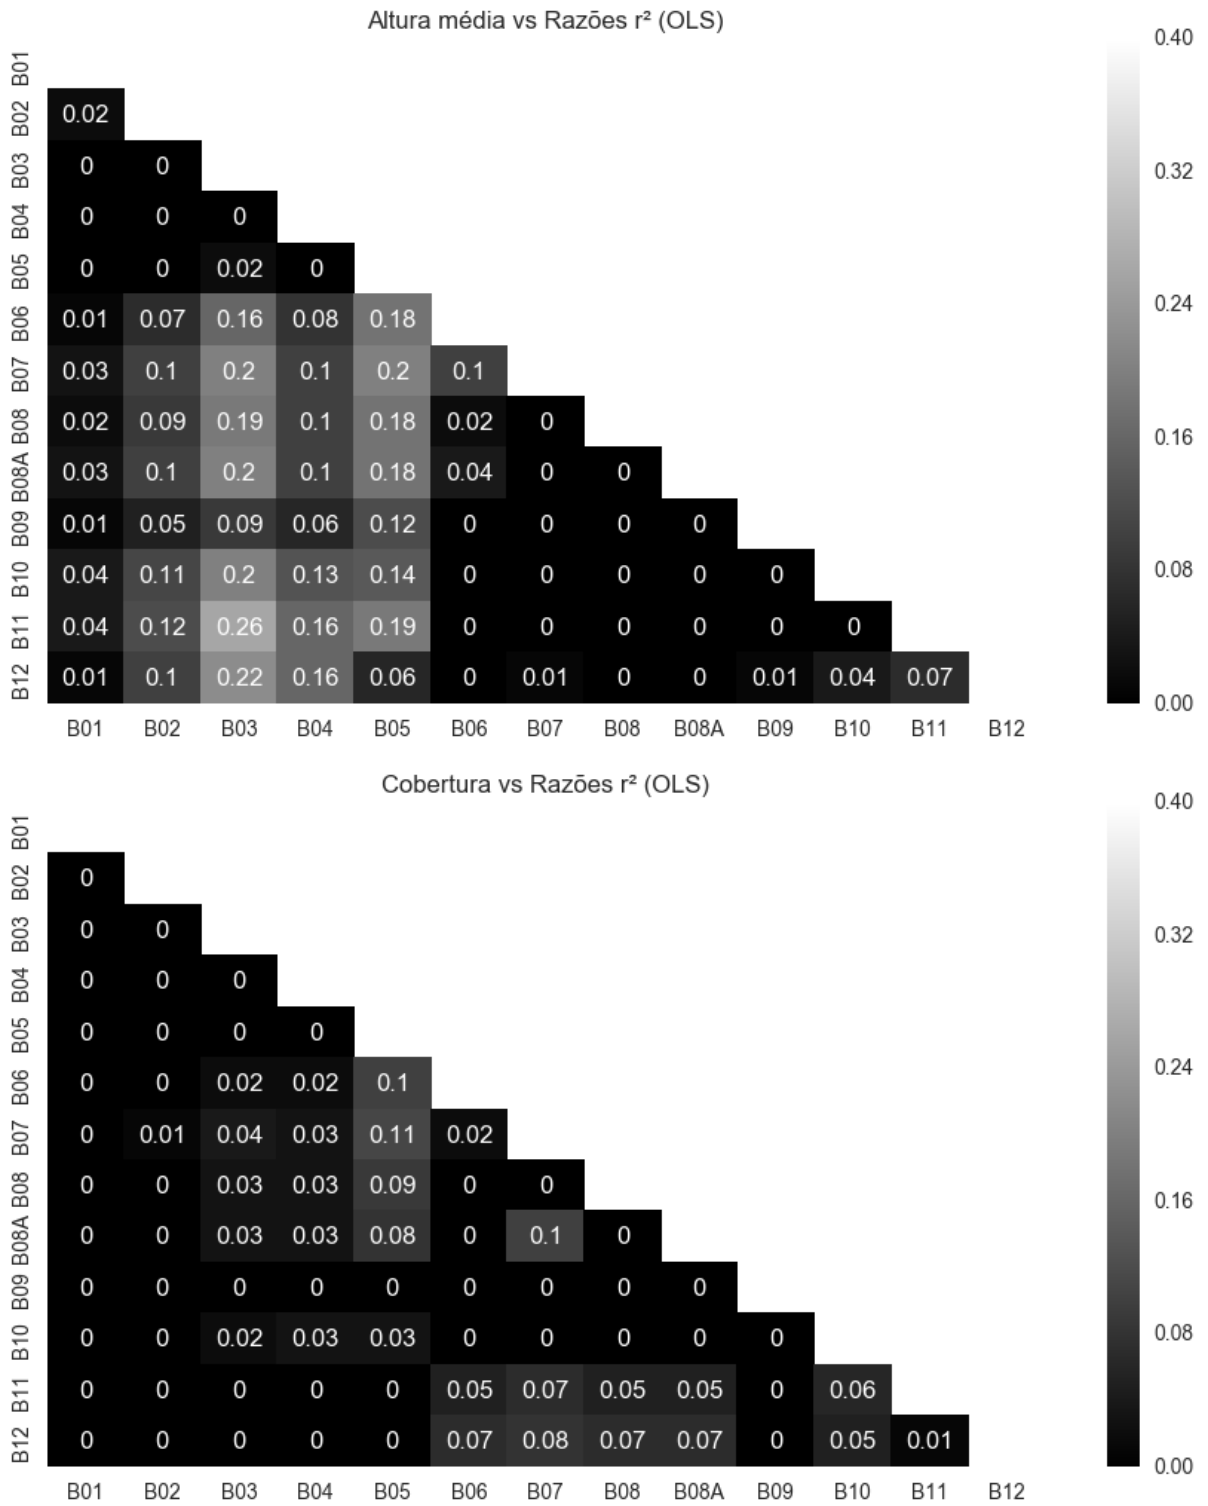 Altura média vs Razões r² (OLS)
0.40
B01
B02 0.02
B03 0 0
0.32
B04 0 0 0
B05 0 0 0.02 0
0.24
B06 0.01 0.07 0.16 0.08 0.18
B07 0.03 0.1 0.2 0.1 0.2 0.1
B08 0.02 0.09 0.19 0.1 0.18 0.02 0
0.16
B08A 0.03 0.1 0.2 0.1 0.18 0.04 0 0
B09 0.01 0.05 0.09 0.06 0.12 0 0 0 0
0.08
B10 0.04 0.11 0.2 0.13 0.14 0 0 0 0 0
B11 0.04 0.12 0.26 0.16 0.19 0 0 0 0 0 0
B12 0.01 0.1 0.22 0.16 0.06 0 0.01 0 0 0.01 0.04 0.07
0.00
B01 B02 B03 B04 B05 B06 B07 B08 B08A B09 B10 B11 B12
Cobertura vs Razões r² (OLS)
0.40
B01
B02 0
B03 0 0
0.32
B04 0 0 0
B05 0 0 0 0
0.24
B06 0 0 0.02 0.02 0.1
B07 0 0.01 0.04 0.03 0.11 0.02
B08 0 0 0.03 0.03 0.09 0 0
0.16
B08A 0 0 0.03 0.03 0.08 0 0.1 0
B09 0 0 0 0 0 0 0 0 0
0.08
B10 0 0 0.02 0.03 0.03 0 0 0 0 0
B11 0 0 0 0 0 0.05 0.07 0.05 0.05 0 0.06
B12 0 0 0 0 0 0.07 0.08 0.07 0.07 0 0.05 0.01
0.00
B01 B02 B03 B04 B05 B06 B07 B08 B08A B09 B10 B11 B12